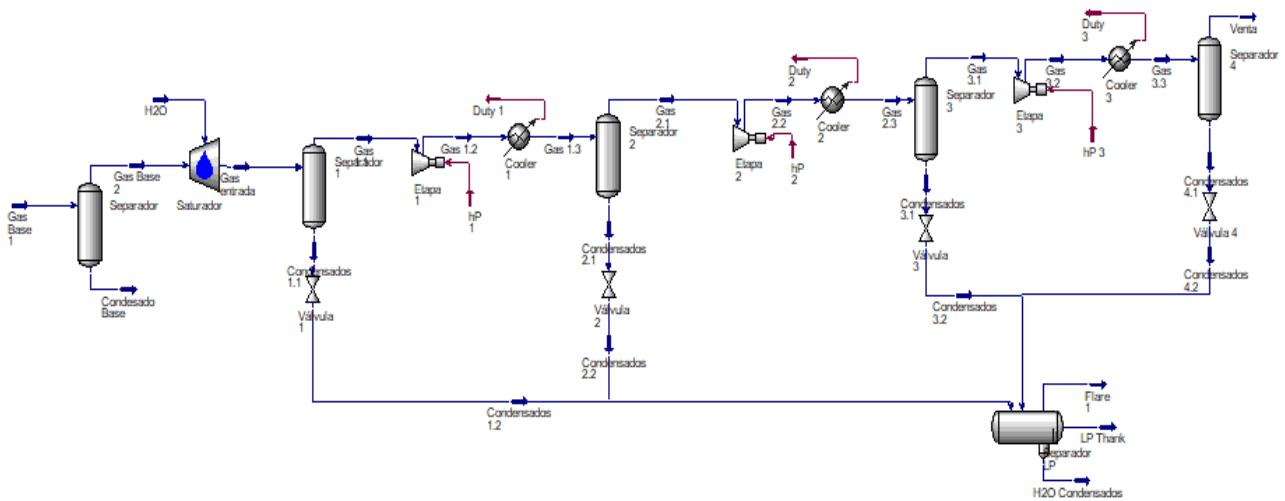 Gas Base 1
Separador
Condesado Base
Gas Base 2
H2O
Saturador
Gas entrada
Gas
Separador 1
Condensados 1.1
Válvula 1
Condensados 1.2
Etapa 1
hP 1
Gas 1.2
Duty 1
Cooler 1
Gas 1.3
Separador 2
Condensados 2.1
Válvula 2
Condensados 2.2
Gas 2.1
Etapa 2
hP 2
Gas 2.2
Duty 2
Cooler 2
Gas 2.3
Separador 3
Condensados 3.1
Válvula 3
Condensados 3.2
Gas 3.1
Etapa 3
hP 3
Gas 3.2
Duty 3
Cooler 3
Gas 3.3
Venta
Separador 4
Condensados 4.1
Válvula 4
Condensados 4.2
Flare 1
LP Thank
Separador LP
H2O Condensados